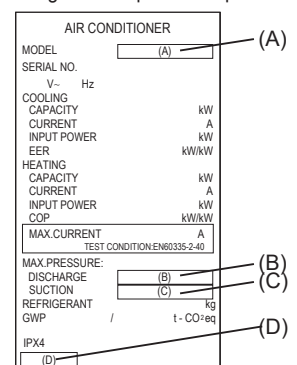 AIR CONDITIONER
MODEL (A) (A)
SERIAL NO.
V~ Hz
COOLING
CAPACITY kW
CURRENT A
INPUT POWER kW
EER kW/kW
HEATING
CAPACITY kW
CURRENT A
INPUT POWER kW
COP kW/kW
MAX.CURRENT A
TEST CONDITION:EN60335-2-40
MAX.PRESSURE:
DISCHARGE (B) (B)
SUCTION (C) (C)
REFRIGERANT kg
GWP / t - CO2eq
IPX4 (D)
(D)